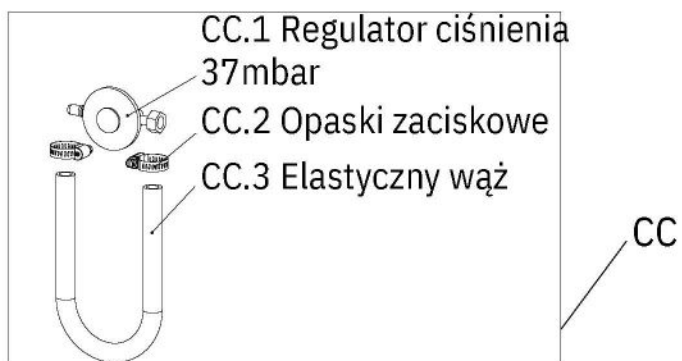 CC.1 Regulator ciśnienia
37mbar
CC.2 Opaski zaciskowe
CC.3 Elastyczny wąż
CC